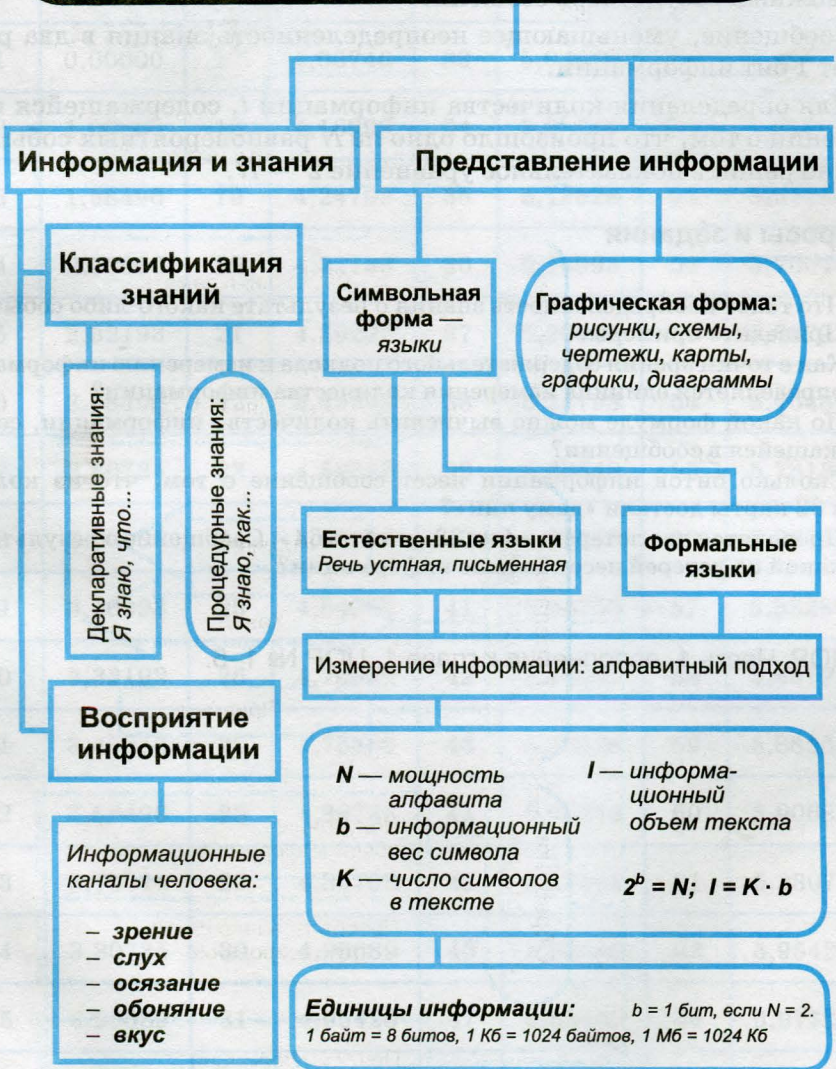 Информация и знания
Представление информации
Классификация
знаний
Символьная
форма —
языки
Графическая форма:
рисунки, схемы,
чертежи, карты,
графики, диаграммы
Декларативные знания:
Я знаю, что...
Процедурные знания:
Я знаю, как...
Естественные языки
Речь устная, письменная
Формальные
языки
Измерение информации: алфавитный подход
Восприятие
информации
N — мощность
алфавита
b — информационный
вес символа
K — число символов
в тексте
I — информа-
ционный
объем текста
2^b = N; I = K · b
Информационные
каналы человека:
– зрение
– слух
– осязание
– обоняние
– вкус
Единицы информации: b = 1 бит, если N = 2.
1 байт = 8 битов, 1 Кб = 1024 байтов, 1 Мб = 1024 Кб